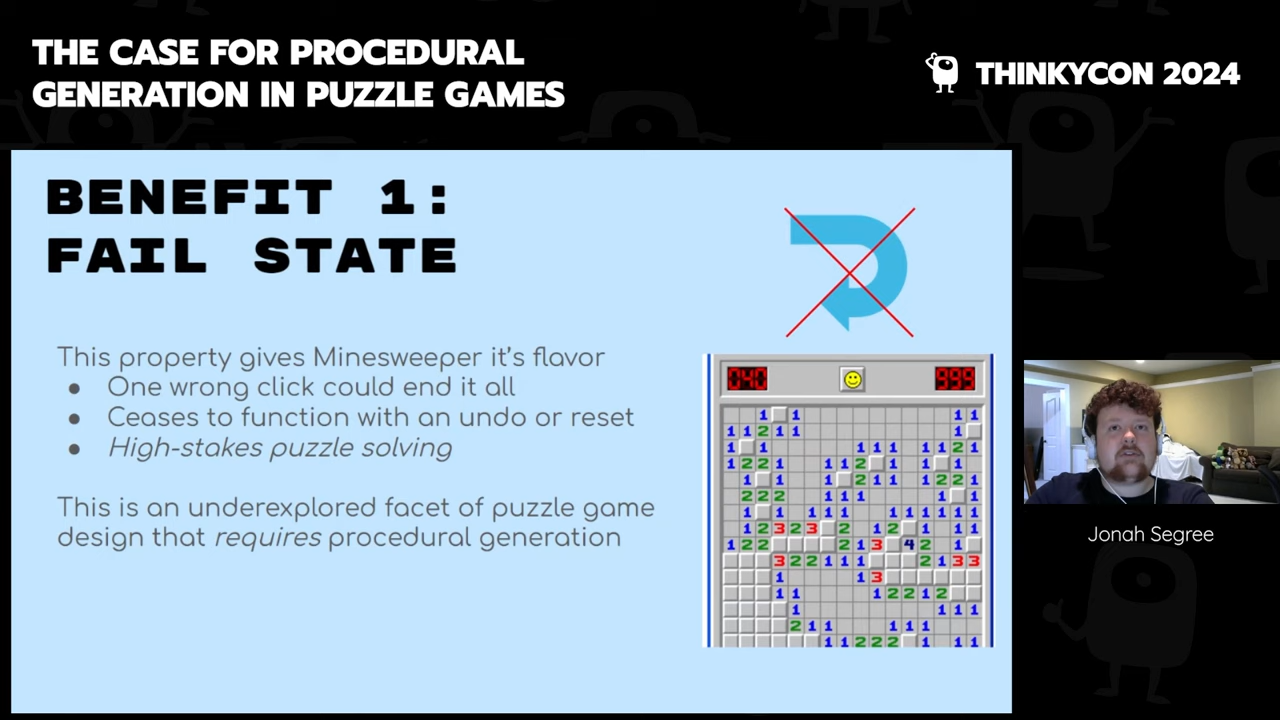 THE CASE FOR PROCEDURAL
GENERATION IN PUZZLE GAMES
THINKYCON 2024
BENEFIT 1:
FAIL STATE
This property gives Minesweeper it's flavor
● One wrong click could end it all
● Ceases to function with an undo or reset
● High-stakes puzzle solving
This is an underexplored facet of puzzle game
design that requires procedural generation
040
999
Jonah Segree